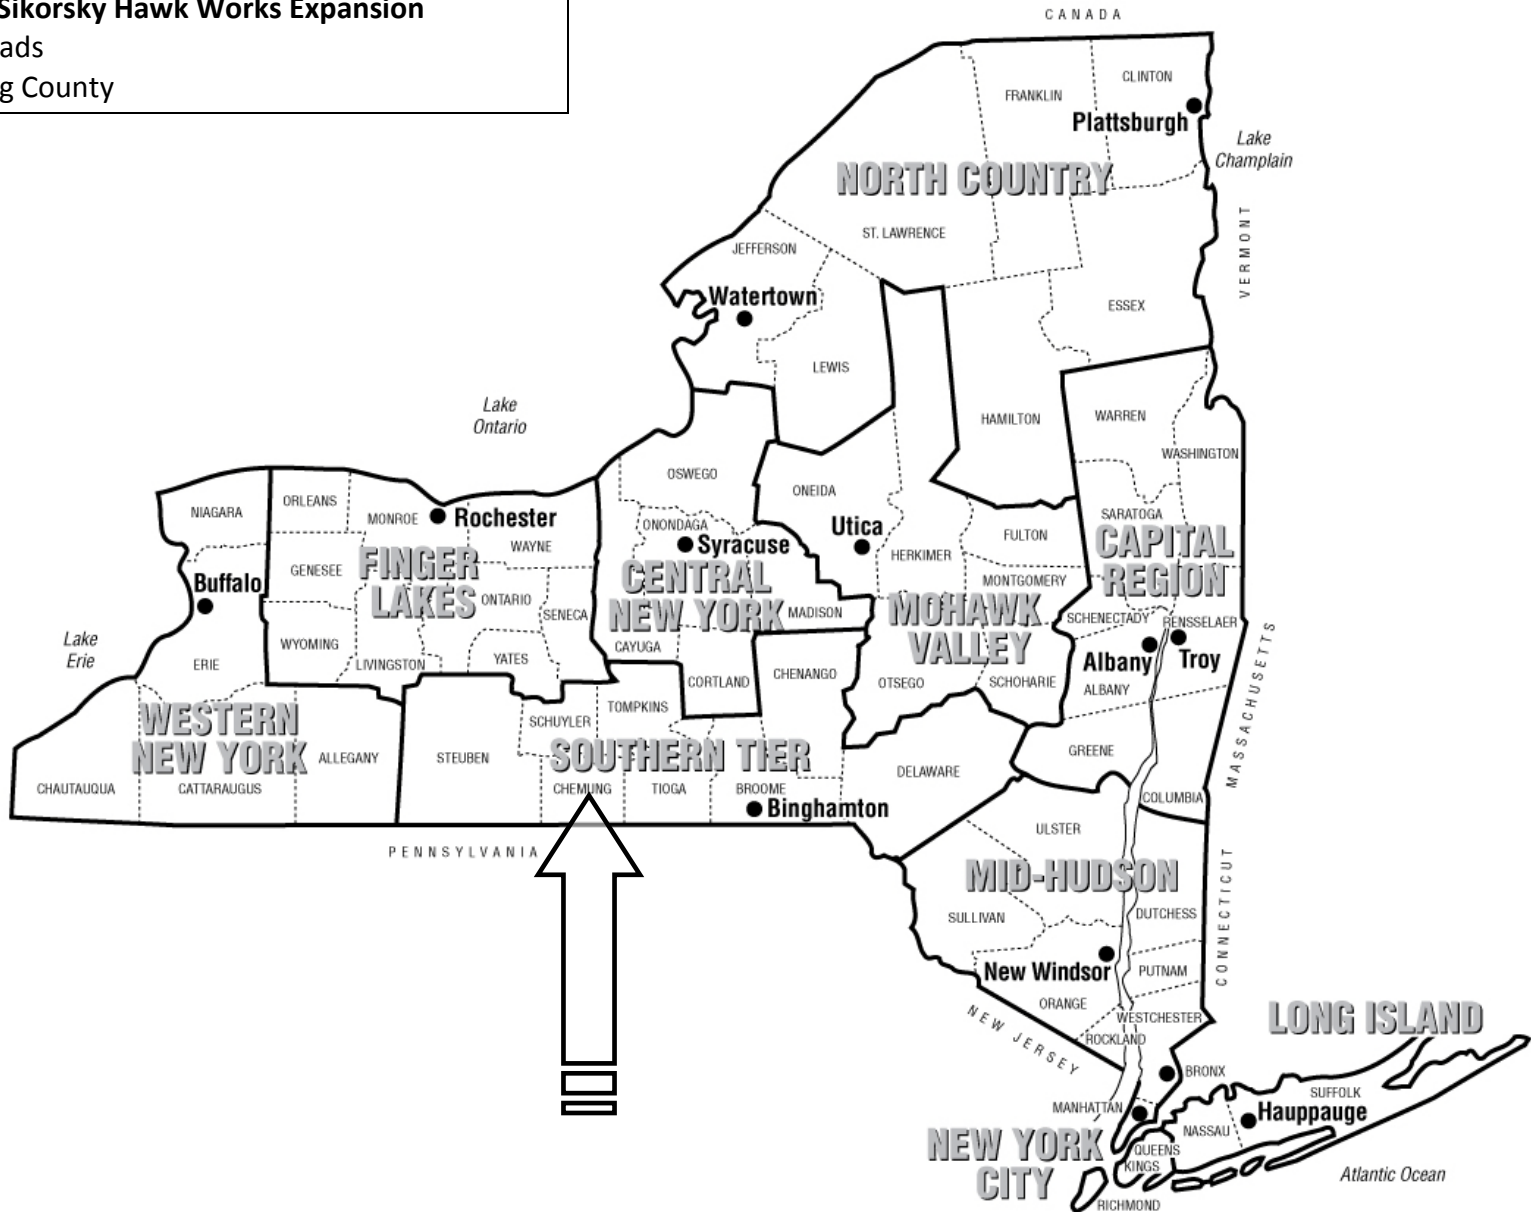 Sikorsky Hawk Works Expansion
ads
g County
CANADA
CLINTON
FRANKLIN
Plattsburgh
Lake
Champlain
NORTH COUNTRY
VERMONT
ST. LAWRENCE
JEFFERSON
Watertown
ESSEX
LEWIS
Lake
Ontario
HAMILTON
WARREN
WASHINGTON
OSWEGO
ONEIDA
NIAGARA
ORLEANS
MONROE
Rochester
SARATOGA
ONONDAGA
Utica
FULTON
WAYNE
Syracuse
CAPITAL
REGION
HERKIMER
GENESEE
FINGER
LAKES
CENTRAL
NEW YORK
Buffalo
MONTGOMERY
ONTARIO
SENECA
MADISON
MOHAWK
VALLEY
SCHENECTADY
RENSSELAER
Lake
Erie
WYOMING
CAYUGA
LIVINGSTON
YATES
ERIE
Albany
Troy
MASSACHUSETTS
CHENANGO
CORTLAND
OTSEGO
SCHOHARIE
ALBANY
TOMPKINS
WESTERN
NEW YORK
SCHUYLER
SOUTHERN TIER
GREENE
ALLEGANY
STEUBEN
DELAWARE
CHAUTAUQUA
CATTARAUGUS
CHEMUNG
TIOGA
BROOME
Binghamton
COLUMBIA
ULSTER
PENNSYLVANIA
MID-HUDSON
CONNECTICUT
SULLIVAN
DUTCHESS
New Windsor
PUTNAM
ORANGE
WESTCHESTER
LONG ISLAND
NEW JERSEY
ROCKLAND
BRONX
SUFFOLK
MANHATTAN
Hauppauge
NASSAU
NEW YORK
CITY
QUEENS
KINGS
Atlantic Ocean
RICHMOND